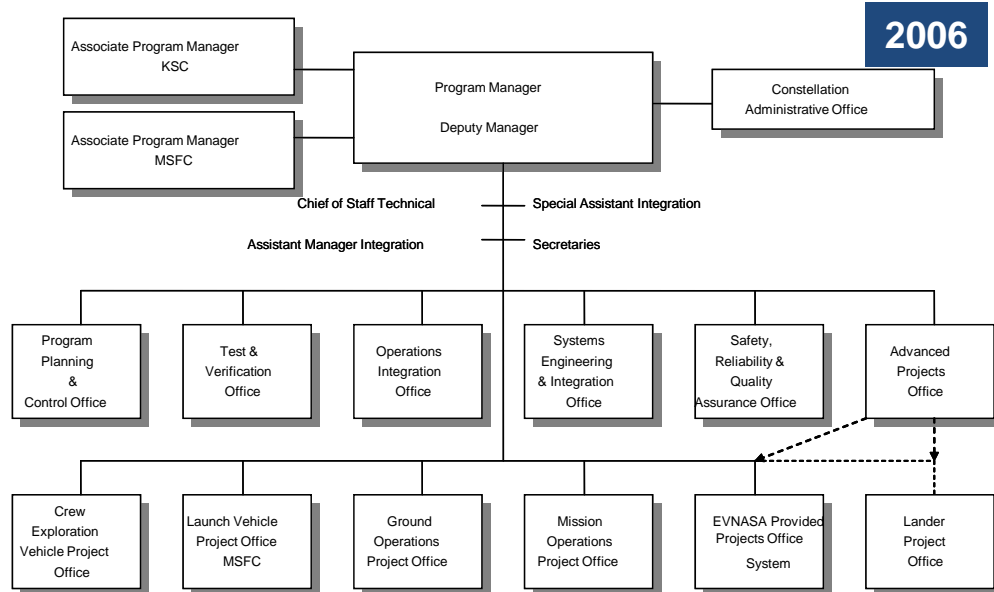 2006
Associate Program Manager
KSC
Program Manager
Deputy Manager
Constellation
Administrative Office
Associate Program Manager
MSFC
Chief of Staff Technical
Special Assistant Integration
Assistant Manager Integration
Secretaries
Program
Planning
&
Control Office
Test &
Verification
Office
Operations
Integration
Office
Systems
Engineering
& Integration
Office
Safety,
Reliability &
Quality
Assurance Office
Advanced
Projects
Office
Crew
Exploration
Vehicle Project
Office
Launch Vehicle
Project Office
MSFC
Ground
Operations
Project Office
Mission
Operations
Project Office
EVNASA Provided
Projects Office
System
Lander
Project
Office